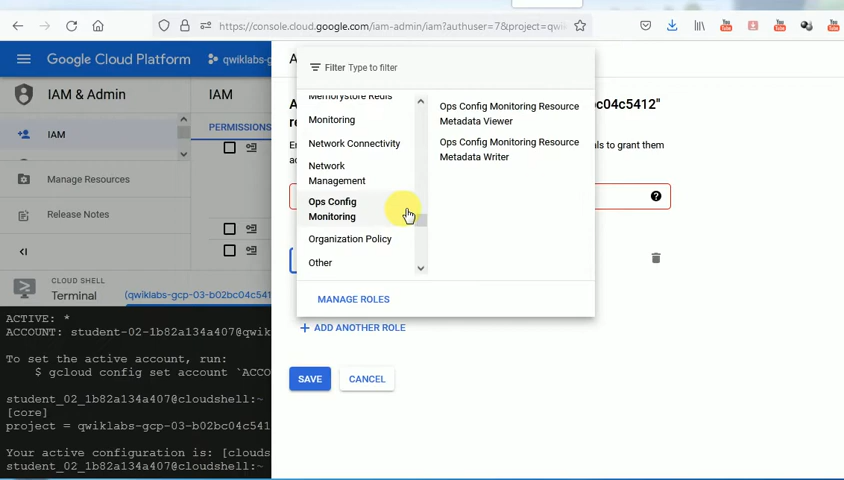 https://console.cloud.google.com/iam-admin/iam?authuser=7&project=qwi
Google Cloud Platform
qwiklabs-g
IAM & Admin
IAM
PERMISSIONS
IAM
Manage Resources
Release Notes
CLOUD SHELL
Terminal
(qwiklabs-gcp-03-b02bc04c541
ACTIVE: *
ACCOUNT: student-02-1b82a134a407@qwik
To set the active account, run:
$ gcloud config set account `ACCO
student_02_1b82a134a407@cloudshell:~
[core]
project = qwiklabs-gcp-03-b02bc04c541
Your active configuration is: [clouds
student_02_1b82a134a407@cloudshell:~
bc04c5412"
als to grant them
Filter Type to filter
Memorystore Redis
Monitoring
Network Connectivity
Network
Management
Ops Config
Monitoring
Organization Policy
Other
Ops Config Monitoring Resource
Metadata Viewer
Ops Config Monitoring Resource
Metadata Writer
MANAGE ROLES
+ ADD ANOTHER ROLE
SAVE
CANCEL